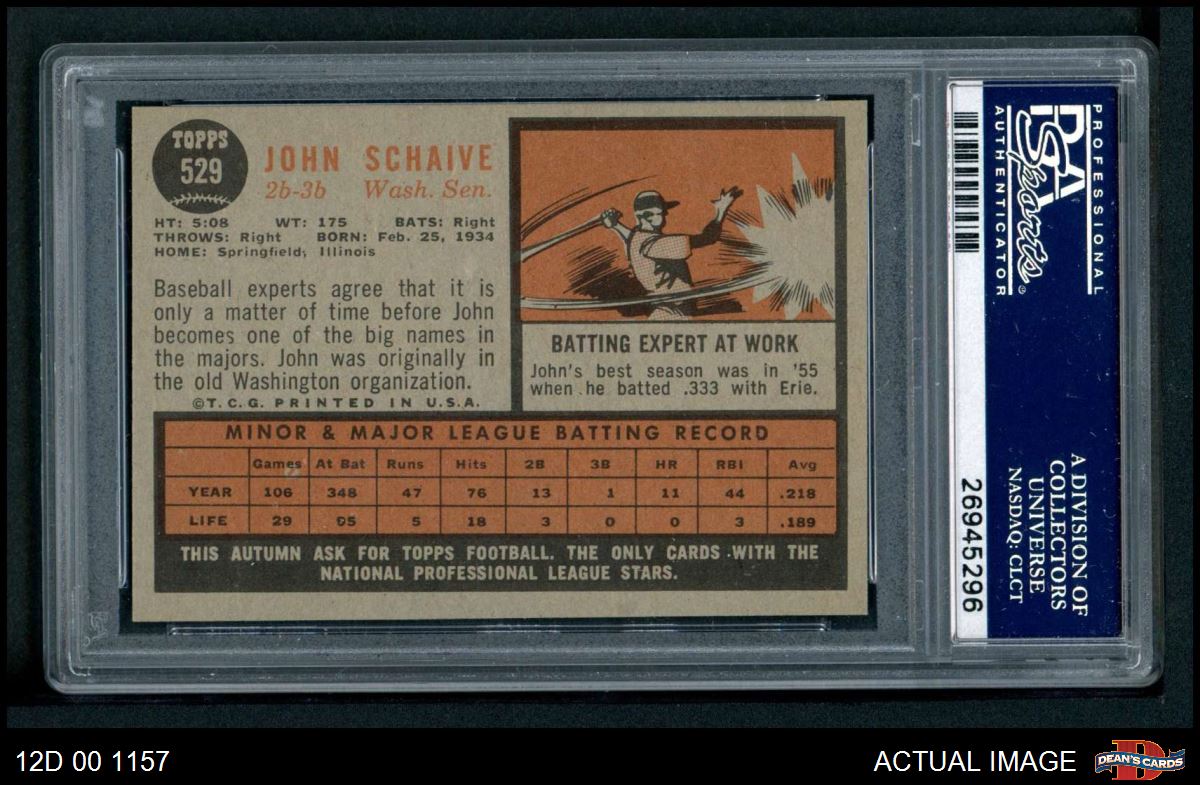 TOPPS
529
JOHN SCHAIVE
2b-3b Wash. Sen.
HT: 5:08 WT: 175 BATS: Right
THROWS: Right BORN: Feb. 25, 1934
HOME: Springfield, Illinois
Baseball experts agree that it is
only a matter of time before John
becomes one of the big names in
the majors. John was originally in
the old Washington organization.
©T.C.G. PRINTED IN U.S.A.
BATTING EXPERT AT WORK
John's best season was in '55
when he batted .333 with Erie.
MINOR & MAJOR LEAGUE BATTING RECORD
Games At Bat Runs Hits 2B 3B HR RBI Avg
YEAR 106 348 47 76 13 1 11 44 .218
LIFE 29 95 5 18 3 0 0 3 .189
THIS AUTUMN ASK FOR TOPPS FOOTBALL. THE ONLY CARDS WITH THE
NATIONAL PROFESSIONAL LEAGUE STARS.
PROFESSIONAL
PSA
Sports®
AUTHENTICATOR
A DIVISION OF
COLLECTORS
UNIVERSE
NASDAQ: CLCT
26945296
12D 00 1157
ACTUAL IMAGE
D
DEAN'S CARDS